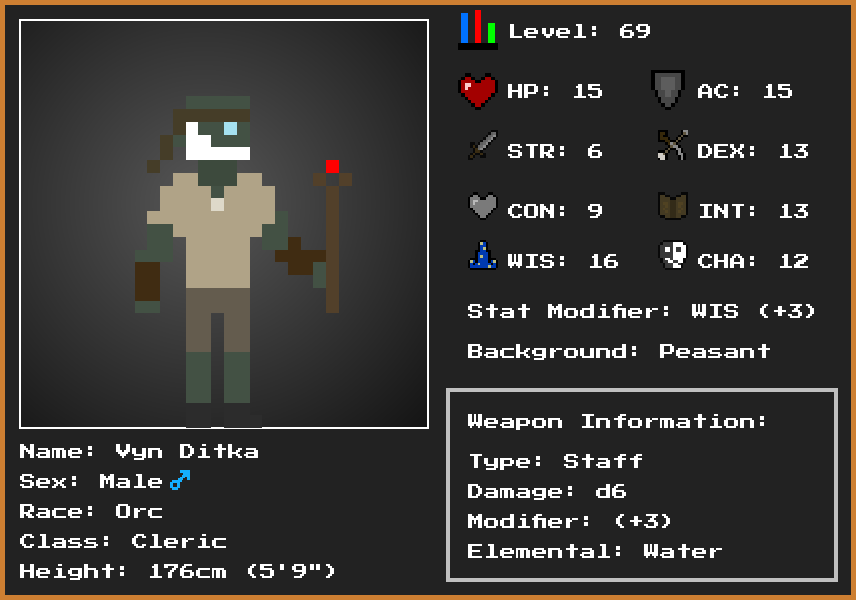 Level: 69
HP: 15 AC: 15
STR: 6 DEX: 13
CON: 9 INT: 13
WIS: 16 CHA: 12
Stat Modifier: WIS (+3)
Background: Peasant
Weapon Information:
Type: Staff
Damage: d6
Modifier: (+3)
Elemental: Water
Name: Vyn Ditka
Sex: Male ♂
Race: Orc
Class: Cleric
Height: 176cm (5'9")